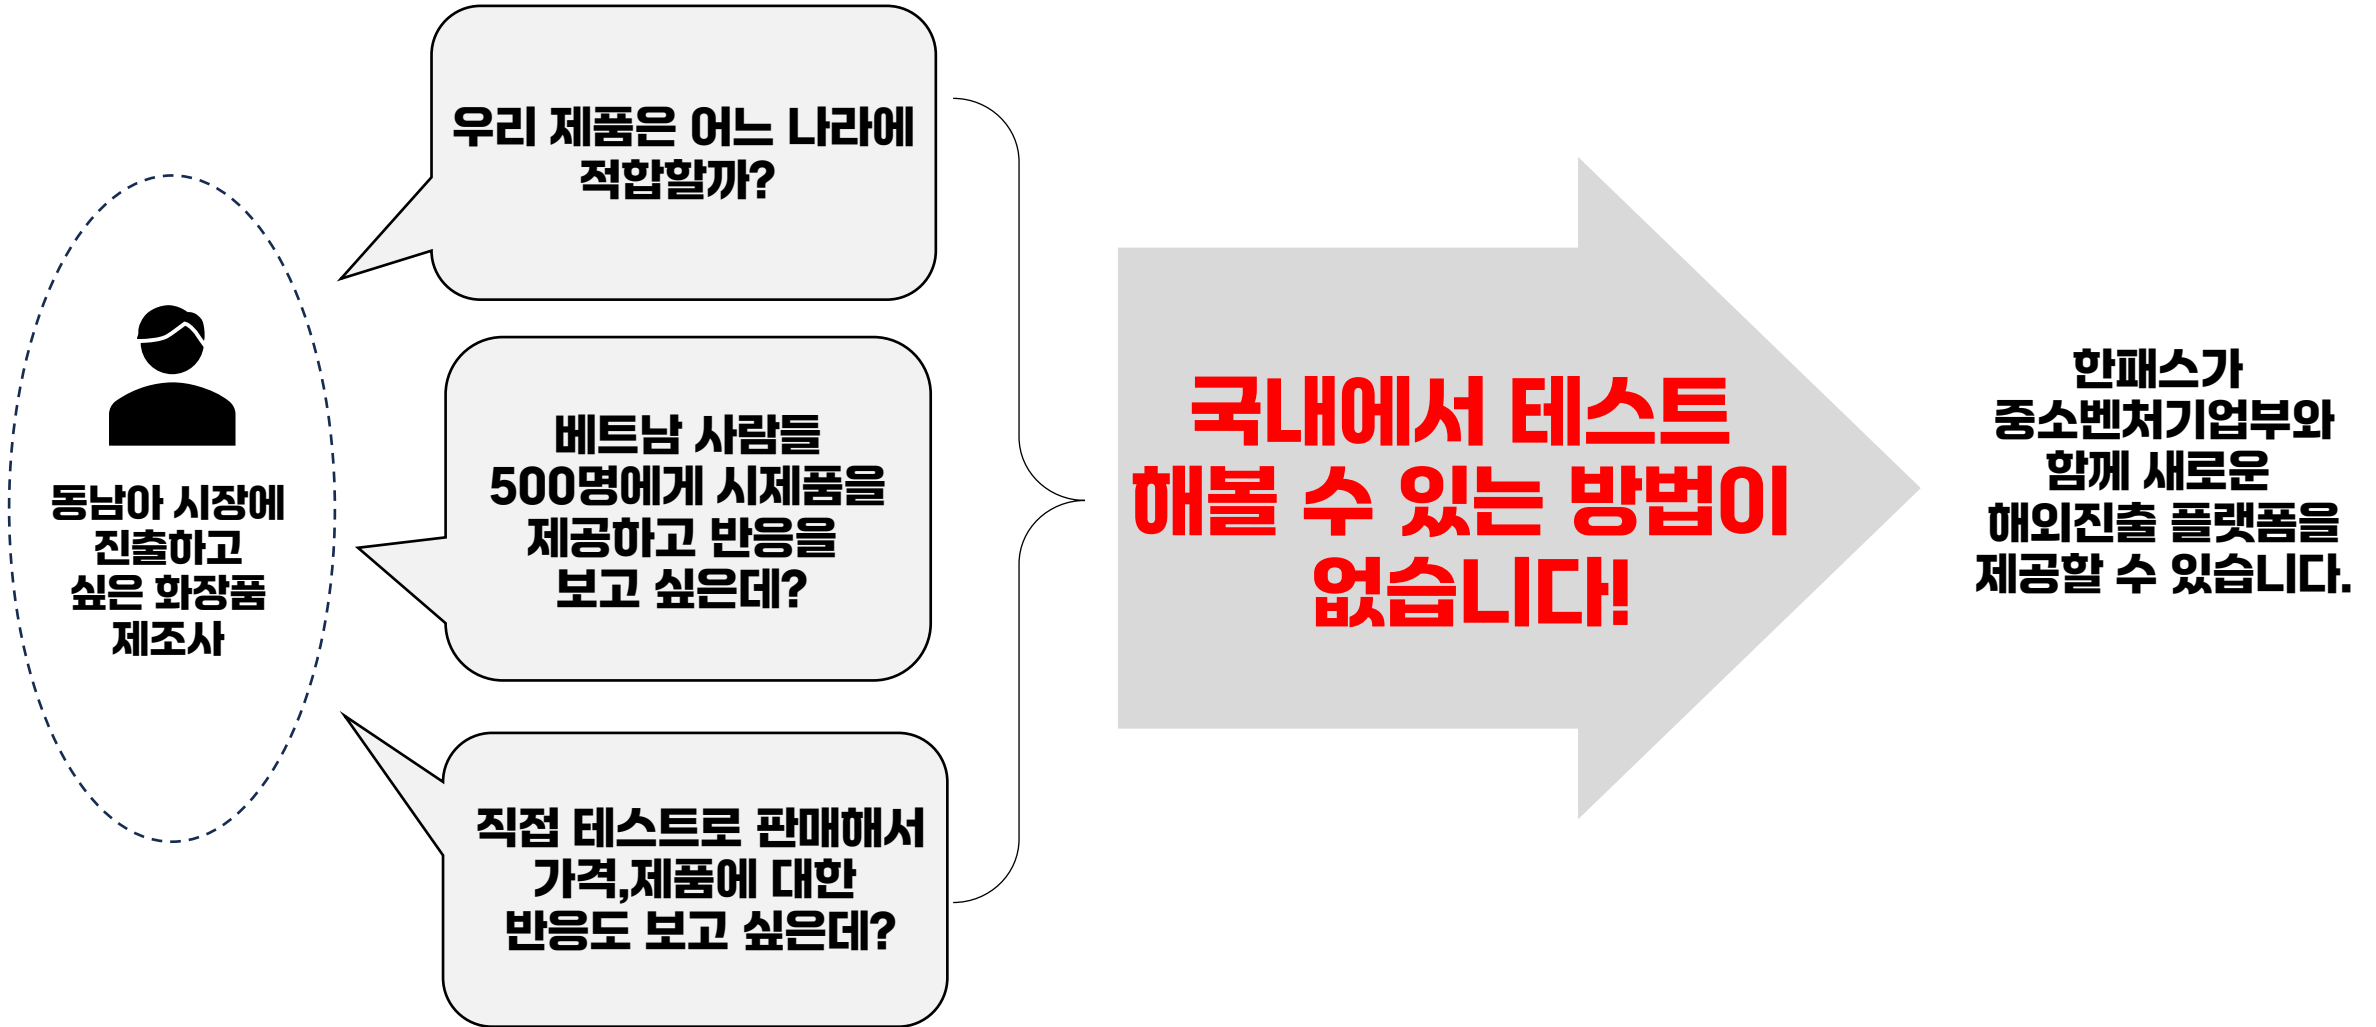 동남아 시장에
진출하고
싶은 화장품
제조사
우리 제품은 어느 나라에
적합할까?
베트남 사람들
500명에게 시제품을
제공하고 반응을
보고 싶은데?
직접 테스트로 판매해서
가격,제품에 대한
반응도 보고 싶은데?
국내에서 테스트
해볼 수 있는 방법이
없습니다!
한패스가
중소벤처기업부와
함께 새로운
해외진출 플랫폼을
제공할 수 있습니다.